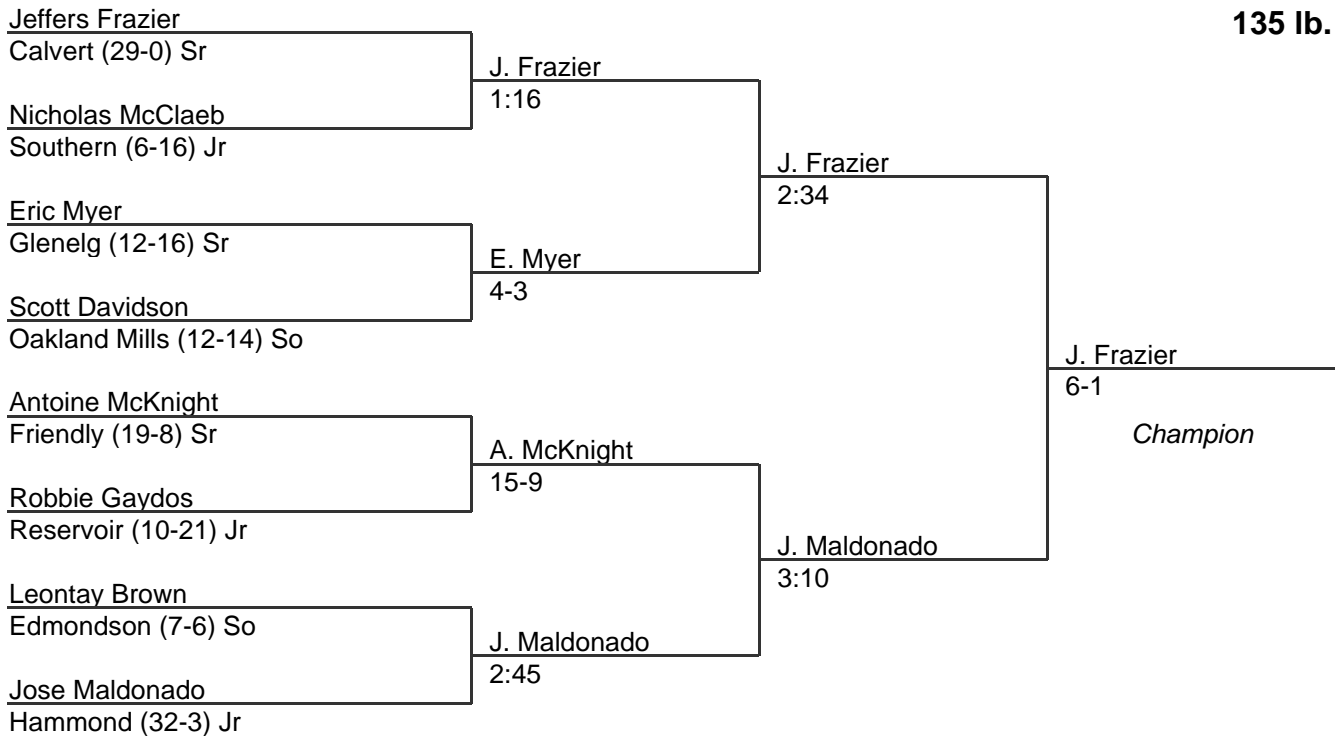 135 lb.
Jeffers Frazier
Calvert (29-0) Sr
J. Frazier
1:16
Nicholas McClaeb
Southern (6-16) Jr
J. Frazier
2:34
Eric Myer
Glenelg (12-16) Sr
E. Myer
4-3
Scott Davidson
Oakland Mills (12-14) So
J. Frazier
6-1
Champion
Antoine McKnight
Friendly (19-8) Sr
A. McKnight
15-9
Robbie Gaydos
Reservoir (10-21) Jr
J. Maldonado
3:10
Leontay Brown
Edmondson (7-6) So
J. Maldonado
2:45
Jose Maldonado
Hammond (32-3) Jr